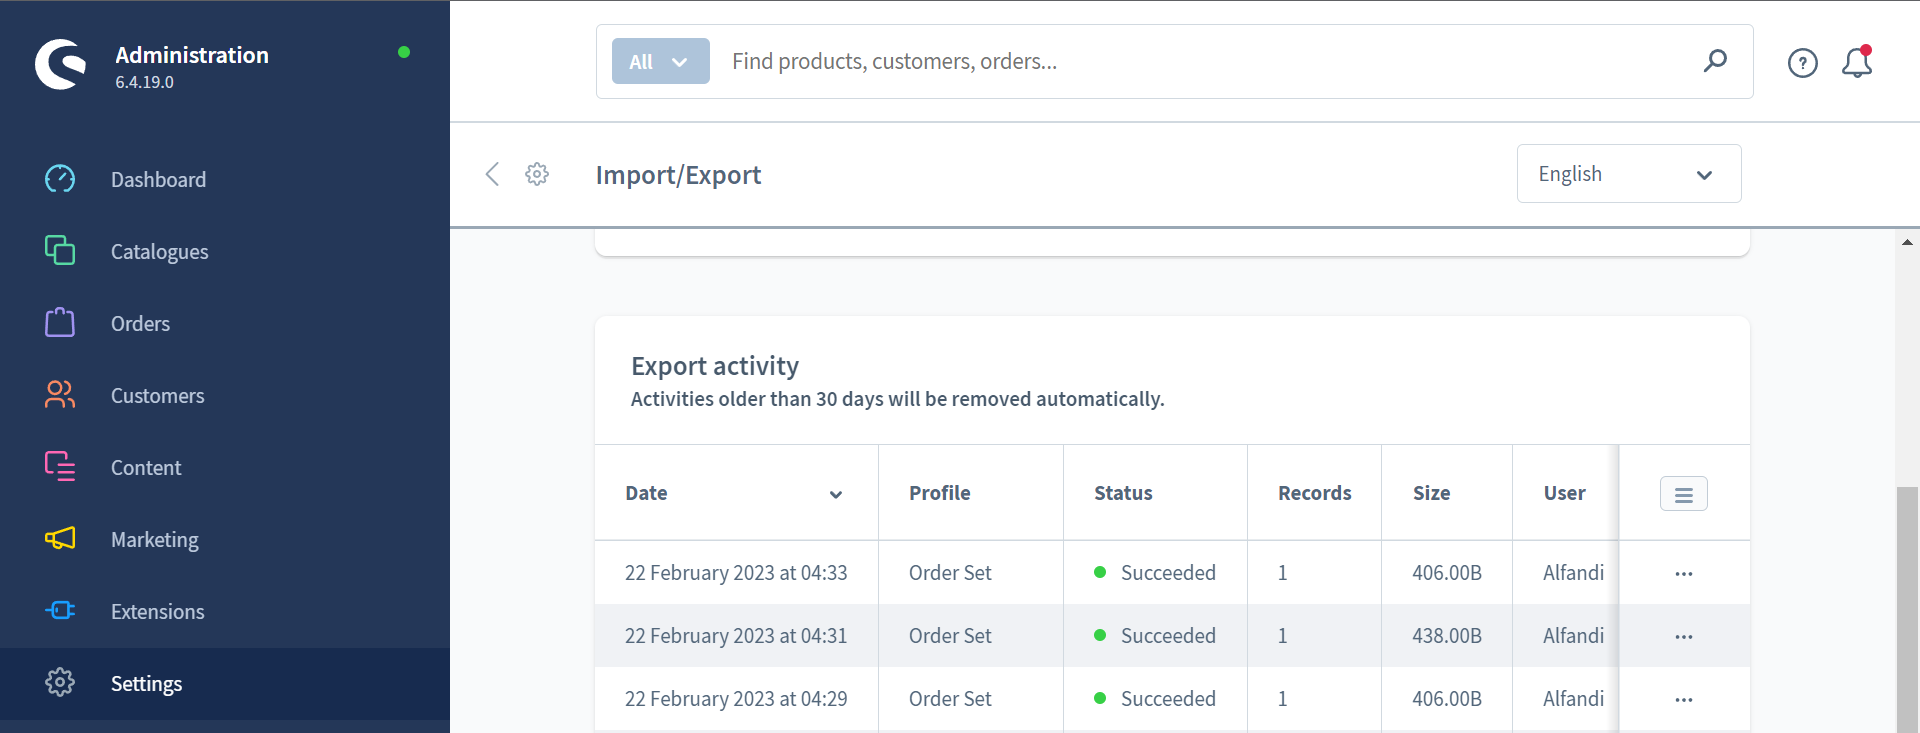 Administration
6.4.19.0
All
Find products, customers, orders...
Dashboard
Catalogues
Orders
Customers
Content
Marketing
Extensions
Settings
Import/Export
English
Export activity
Activities older than 30 days will be removed automatically.
Date Profile Status Records Size User
22 February 2023 at 04:33 Order Set Succeeded 1 406.00B Alfandi
22 February 2023 at 04:31 Order Set Succeeded 1 438.00B Alfandi
22 February 2023 at 04:29 Order Set Succeeded 1 406.00B Alfandi